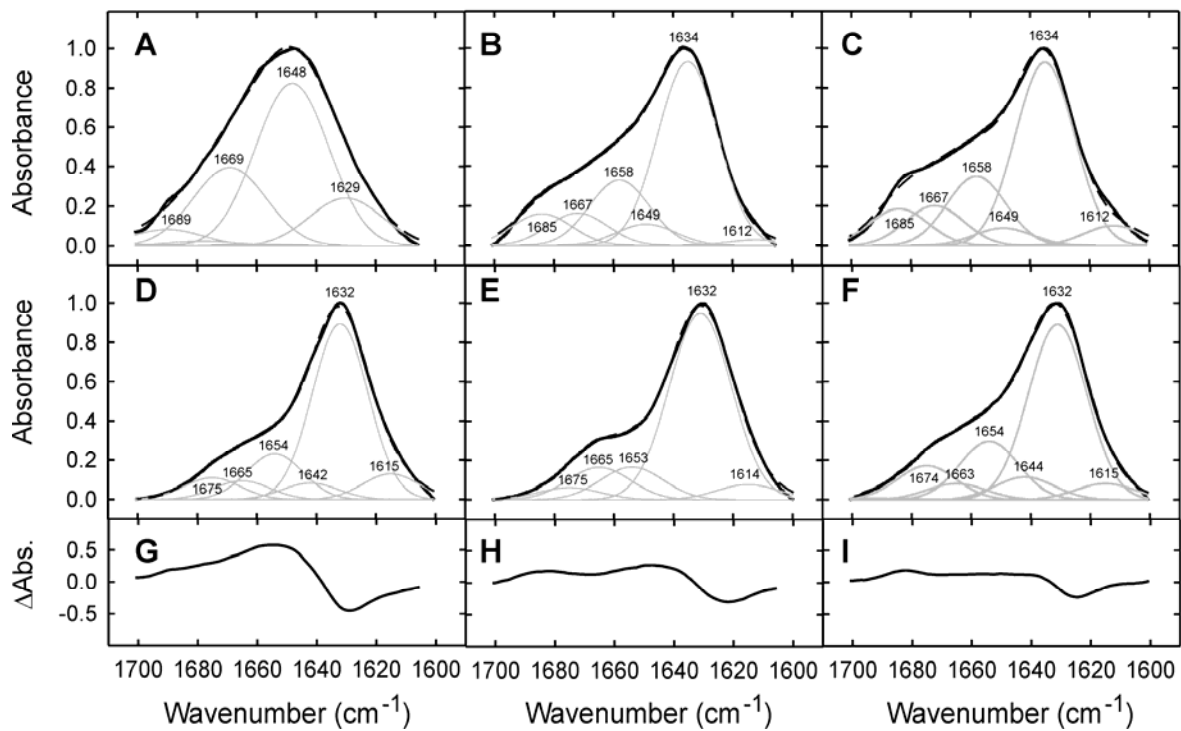 A
B
C
Absorbance
1.0
0.8
0.6
0.4
0.2
0.0
1689
1669
1648
1629
1685
1667
1658
1649
1634
1612
1685
1667
1658
1649
1634
1612
D
E
F
Absorbance
1.0
0.8
0.6
0.4
0.2
0.0
1675
1665
1654
1642
1632
1615
1675
1665
1653
1632
1614
1674
1663
1654
1644
1632
1615
G
H
I
ΔAbs.
0.5
0.0
-0.5
1700 1680 1660 1640 1620 1600
1700 1680 1660 1640 1620 1600
1700 1680 1660 1640 1620 1600
Wavenumber (cm⁻¹)
Wavenumber (cm⁻¹)
Wavenumber (cm⁻¹)